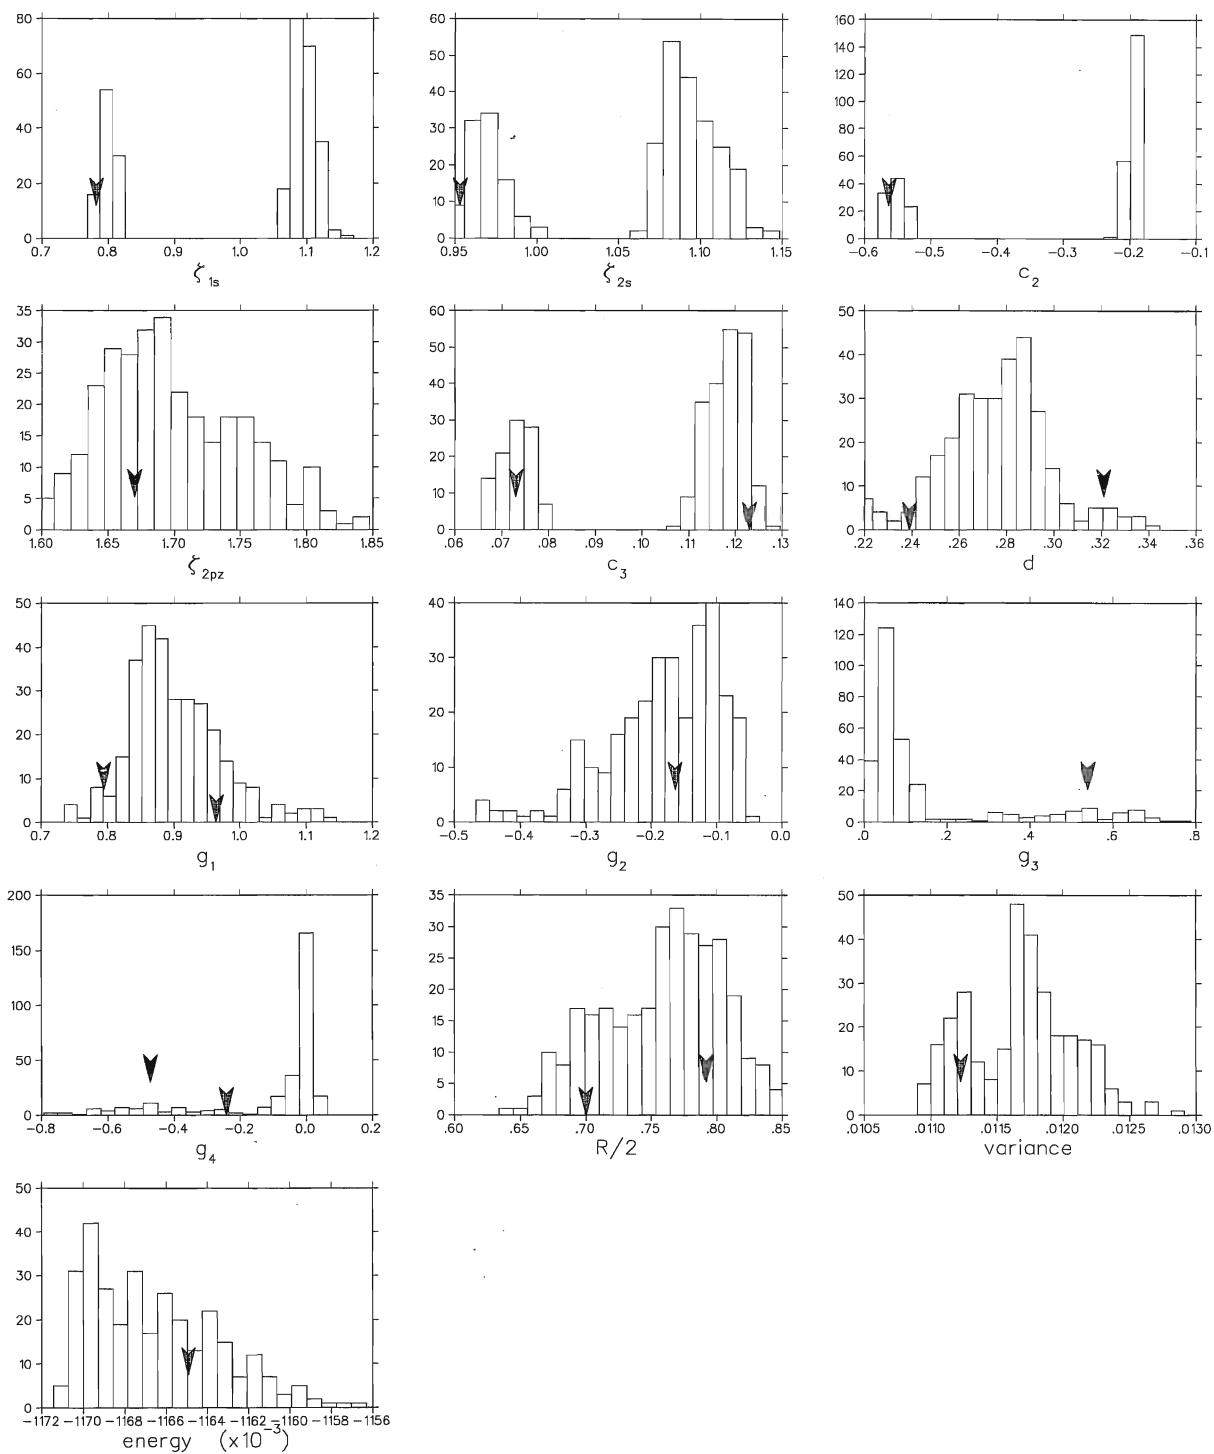 80 60 40 20 0
0.7 0.8 0.9 1.0 1.1 1.2
ζ1s
60 50 40 30 20 10 0
0.95 1.00 1.05 1.10 1.15
ζ2s
160 140 120 100 80 60 40 20 0
−0.6 −0.5 −0.4 −0.3 −0.2 −0.1
c2
35 30 25 20 15 10 5 0
1.60 1.65 1.70 1.75 1.80 1.85
ζ2pz
60 50 40 30 20 10 0
.06 .07 .08 .09 .10 .11 .12 .13
c3
50 40 30 20 10 0
.22 .24 .26 .28 .30 .32 .34 .36
d
50 40 30 20 10 0
0.7 0.8 0.9 1.0 1.1 1.2
g1
40 30 20 10 0
−0.5 −0.4 −0.3 −0.2 −0.1 0.0
g2
140 120 100 80 60 40 20 0
.0 .2 .4 .6 .8
g3
200 150 100 50 0
−0.8 −0.6 −0.4 −0.2 0.0 0.2
g4
35 30 25 20 15 10 5 0
.60 .65 .70 .75 .80 .85
R/2
50 40 30 20 10 0
.0105 .0110 .0115 .0120 .0125 .0130
variance
50 40 30 20 10 0
−1172 −1170 −1168 −1166 −1164 −1162 −1160 −1158 −1156
energy (x10−3)